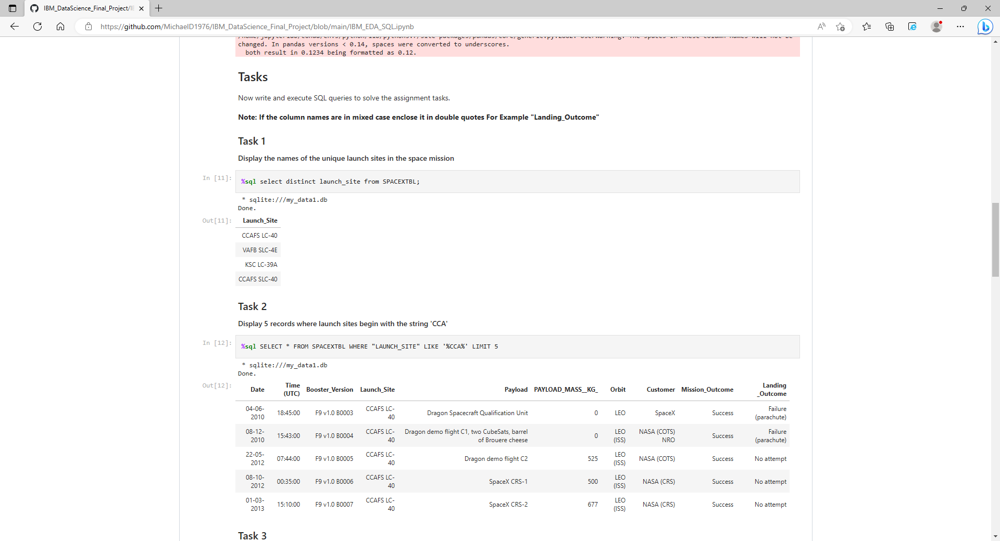 IBM_DataScience_Final_Project/
https://github.com/MichaelD1976/IBM_DataScience_Final_Project/blob/main/IBM_EDA_SQL.ipynb
changed. In pandas versions < 0.14, spaces were converted to underscores.
both result in 0.1234 being formatted as 0.12.
Tasks
Now write and execute SQL queries to solve the assignment tasks.
Note: If the column names are in mixed case enclose it in double quotes For Example "Landing_Outcome"
Task 1
Display the names of the unique launch sites in the space mission
In [11]:
%sql select distinct launch_site from SPACEXTBL;
* sqlite:///my_data1.db
Done.
Out[11]:
Launch_Site
CCAFS LC-40
VAFB SLC-4E
KSC LC-39A
CCAFS SLC-40
Task 2
Display 5 records where launch sites begin with the string 'CCA'
In [12]:
%sql SELECT * FROM SPACEXTBL WHERE "LAUNCH_SITE" LIKE '%CCA%' LIMIT 5
* sqlite:///my_data1.db
Done.
Out[12]:
Date Time (UTC) Booster_Version Launch_Site Payload PAYLOAD_MASS__KG_ Orbit Customer Mission_Outcome Landing _Outcome
04-06-2010 18:45:00 F9 v1.0 B0003 CCAFS LC-40 Dragon Spacecraft Qualification Unit 0 LEO SpaceX Success Failure (parachute)
08-12-2010 15:43:00 F9 v1.0 B0004 CCAFS LC-40 Dragon demo flight C1, two CubeSats, barrel of Brouere cheese 0 LEO (ISS) NASA (COTS) NRO Success Failure (parachute)
22-05-2012 07:44:00 F9 v1.0 B0005 CCAFS LC-40 Dragon demo flight C2 525 LEO (ISS) NASA (COTS) Success No attempt
08-10-2012 00:35:00 F9 v1.0 B0006 CCAFS LC-40 SpaceX CRS-1 500 LEO (ISS) NASA (CRS) Success No attempt
01-03-2013 15:10:00 F9 v1.0 B0007 CCAFS LC-40 SpaceX CRS-2 677 LEO (ISS) NASA (CRS) Success No attempt
Task 3